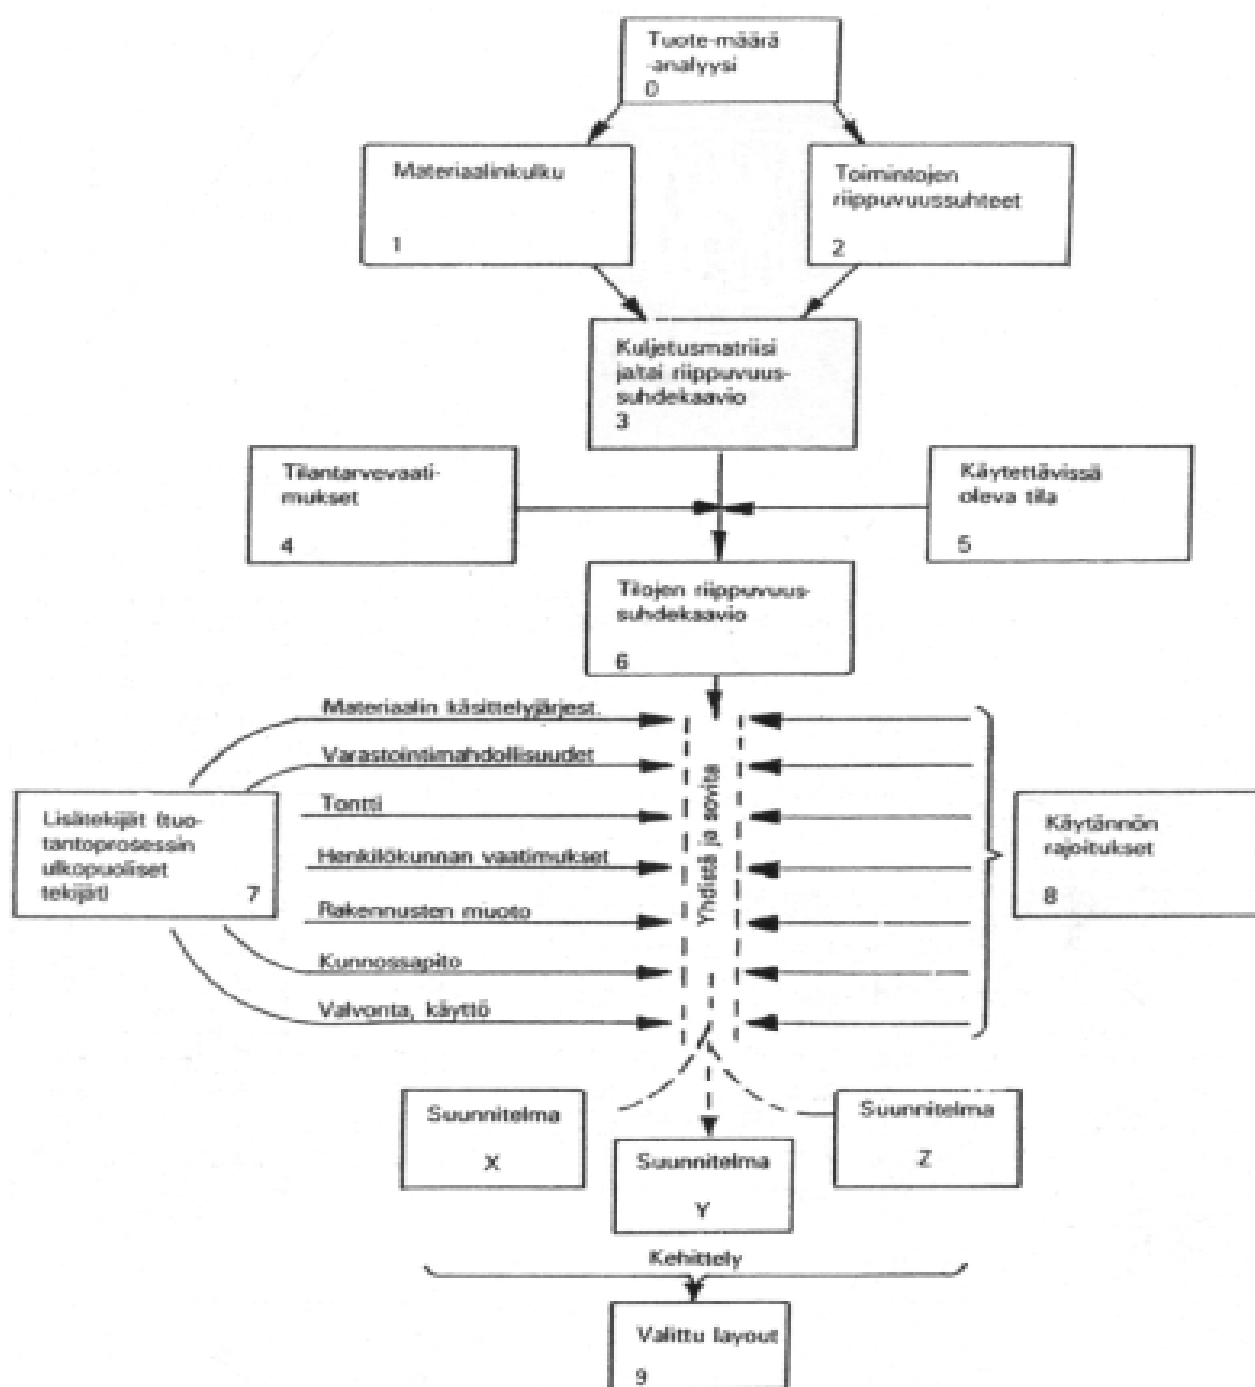 Tuote-määrä
-analyysi
0
Materiaalinkulku
1
Toimintojen
riippuvuussuhteet
2
Kuljetusmatriisi
ja/tai riippuvuus-
suhdekaavio
3
Tilantarvevaati-
mukset
4
Käytettävissä
oleva tila
5
Tilojen riippuvuus-
suhdekaavio
6
Materiaalin käsittelyjärjest.
Varastointimahdollisuudet
Tontti
Henkilökunnan vaatimukset
Rakennusten muoto
Kunnossapito
Valvonta, käyttö
Lisätekijät (tuo-
tantoprosessin
ulkopuoliset
tekijät)
7
Yhdistä ja sovita
Käytännön
rajoitukset
8
Suunnitelma
X
Suunnitelma
Y
Suunnitelma
Z
Kehittely
Valittu layout
9